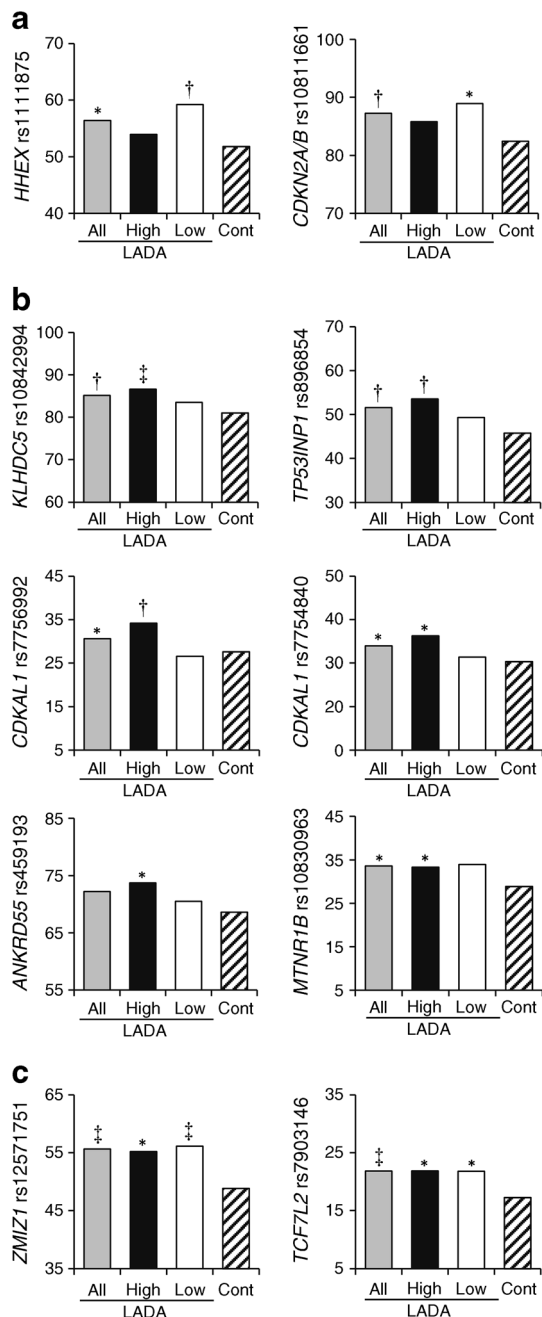 a
HHEX rs1111875
70
60
50
40
*
†
All High Low Cont
LADA
CDKN2A/B rs10811661
100
90
80
70
†
*
All High Low Cont
LADA
b
KLHDC5 rs10842994
100
90
80
70
60
†
‡
All High Low Cont
LADA
TP53INP1 rs896854
70
60
50
40
30
†
†
All High Low Cont
LADA
CDKAL1 rs7756992
45
35
25
15
5
*
†
All High Low Cont
LADA
CDKAL1 rs7754840
50
40
30
10
0
*
*
All High Low Cont
LADA
ANKRD55 rs459193
85
75
65
55
*
All High Low Cont
LADA
MTNR1B rs10830963
45
35
25
15
5
*
*
All High Low Cont
LADA
c
ZMIZ1 rs12571751
65
55
45
35
‡
*
‡
All High Low Cont
LADA
TCF7L2 rs7903146
35
25
15
5
‡
*
*
All High Low Cont
LADA